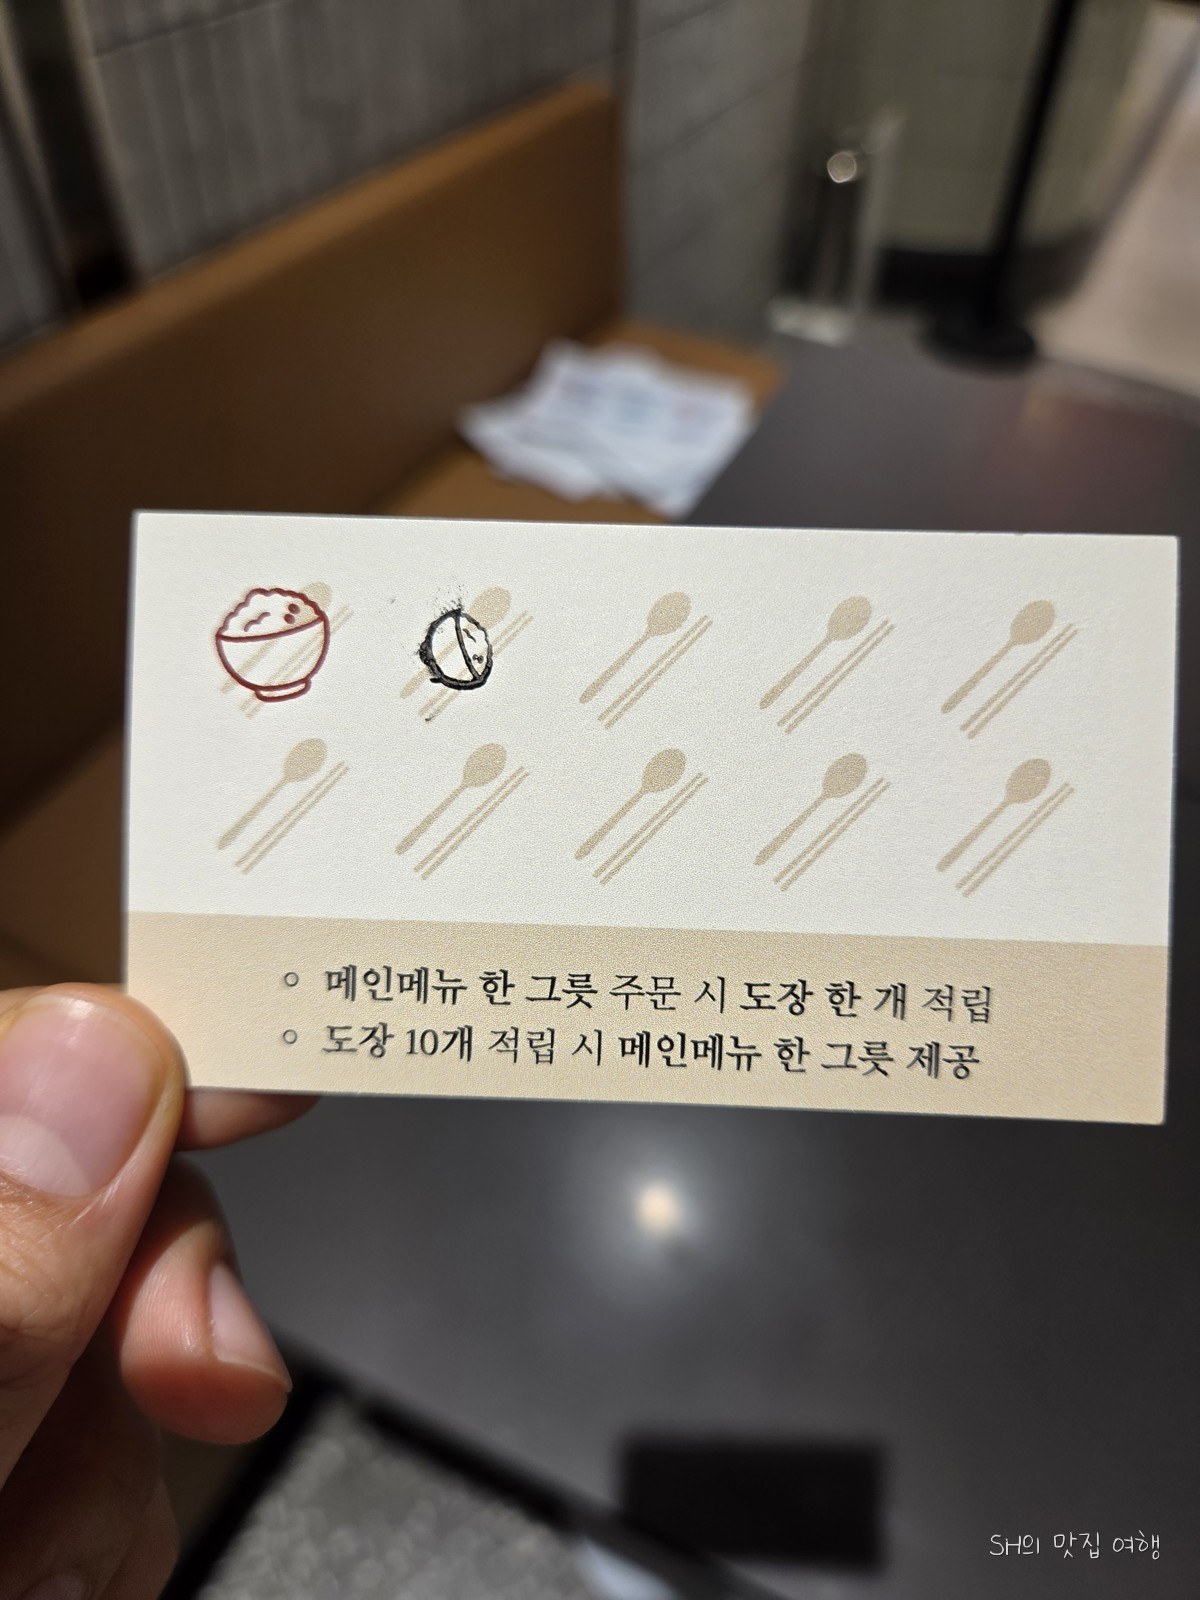 메인메뉴 한 그릇 주문 시 도장 한 개 적립
도장 10개 적립 시 메인메뉴 한 그릇 제공
SH의 맛집 여행